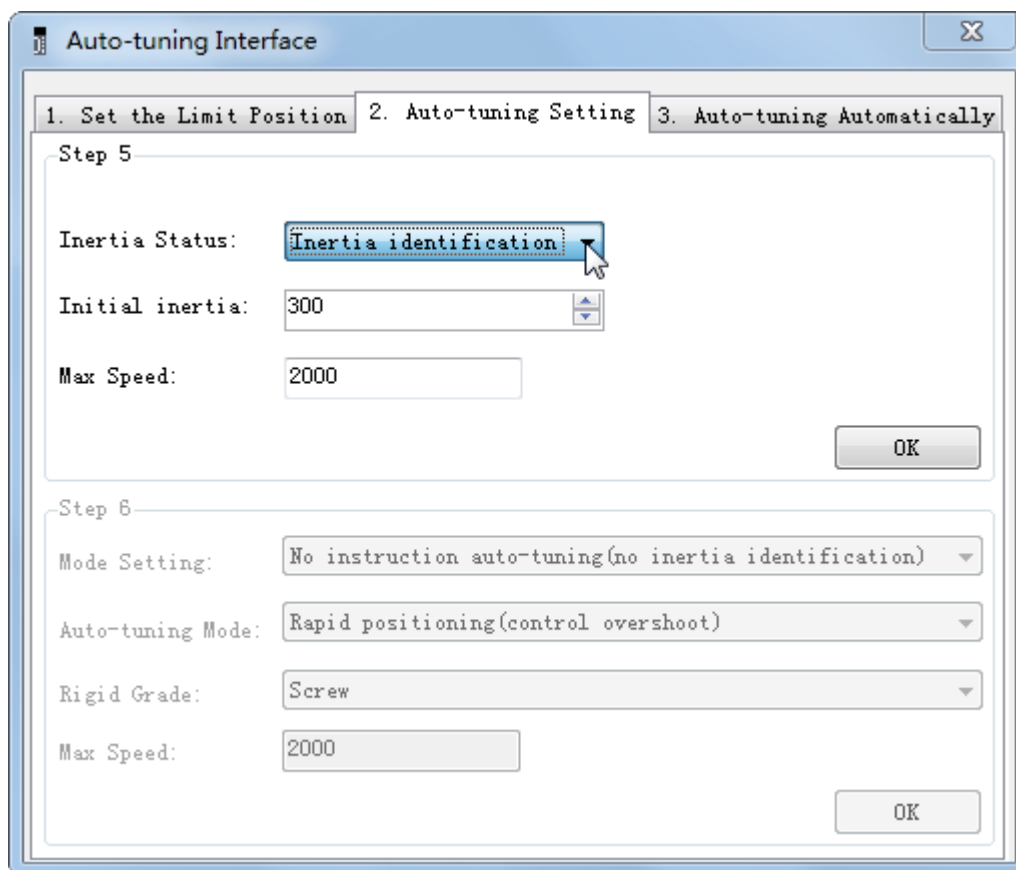 Auto-tuning Interface
1. Set the Limit Position 2. Auto-tuning Setting 3. Auto-tuning Automatically
Step 5
Inertia Status: Inertia identification
Initial inertia: 300
Max Speed: 2000
OK
Step 6
Mode Setting: No instruction auto-tuning(no inertia identification)
Auto-tuning Mode: Rapid positioning(control overshoot)
Rigid Grade: Screw
Max Speed: 2000
OK